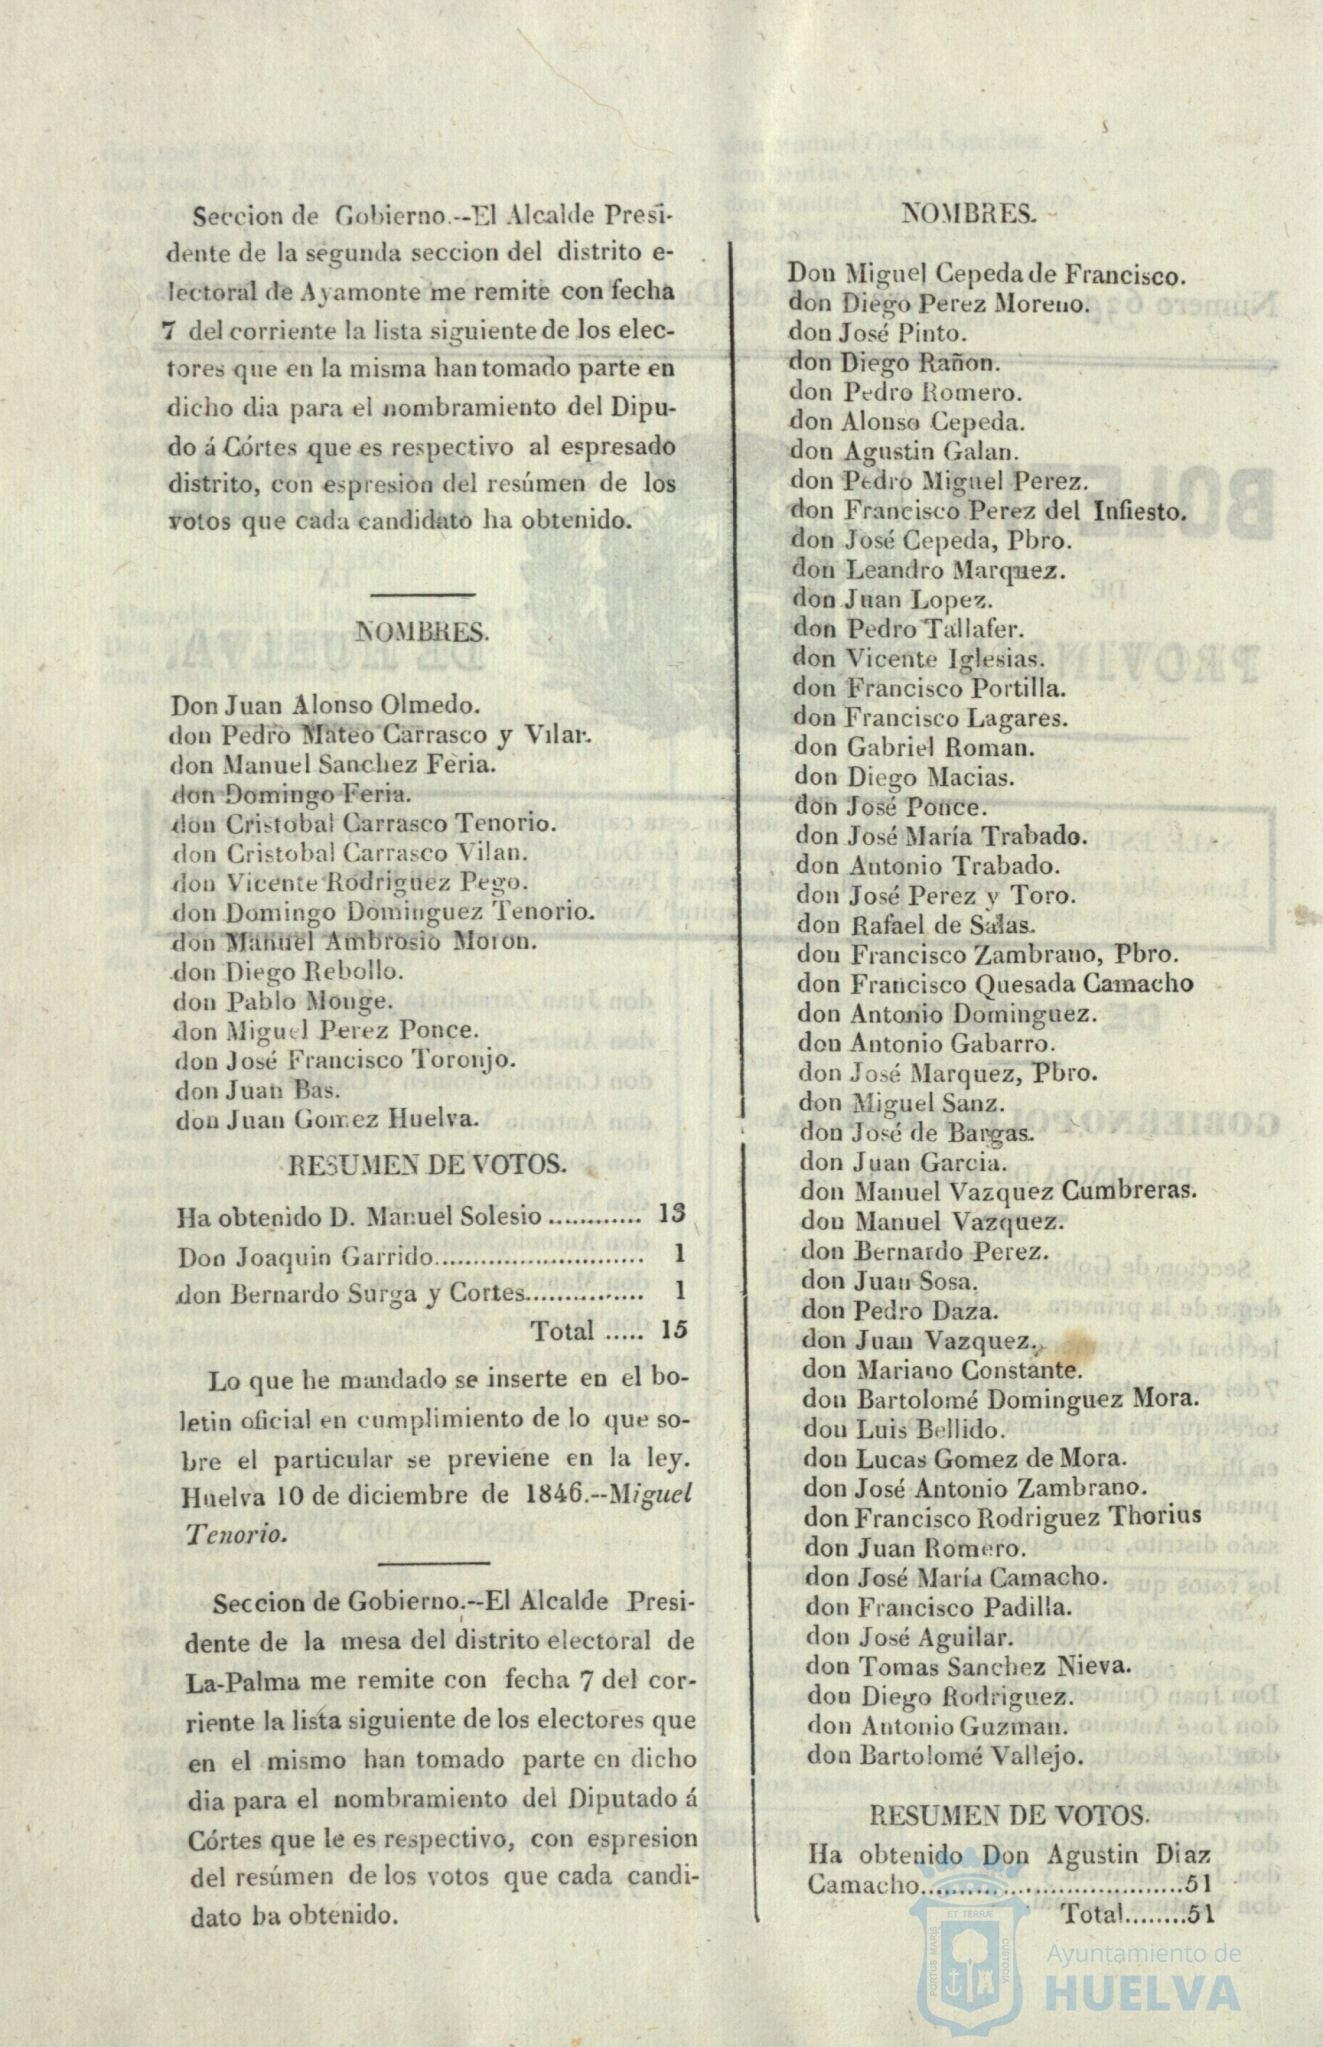 Seccion de Gobierno.--El Alcalde Presi-
dente de la segunda seccion del distrito e-
lectoral de Ayamonte me remite con fecha
7 del corriente la lista siguiente de los elec-
tores que en la misma han tomado parte en
dicho dia para el nombramiento del Dipu-
do á Córtes que es respectivo al espresado
distrito, con espresion del resúmen de los
votos que cada candidato ha obtenido.
NOMBRES.
Don Juan Alonso Olmedo.
don Pedro Mateo Carrasco y Vilar.
don Manuel Sanchez Feria.
don Domingo Feria.
don Cristobal Carrasco Tenorio.
don Cristobal Carrasco Vilan.
don Vicente Rodriguez Pego.
don Domingo Dominguez Tenorio.
don Manuel Ambrosio Moron.
don Diego Rebollo.
don Pablo Monge.
don Miguel Perez Ponce.
don José Francisco Toronjo.
don Juan Bas.
don Juan Gomez Huelva.
RESUMEN DE VOTOS.
Ha obtenido D. Manuel Solesio ............ 13
Don Joaquin Garrido........................... 1
don Bernardo Surga y Cortes............... 1
Total ..... 15
Lo que he mandado se inserte en el bo-
letin oficial en cumplimiento de lo que so-
bre el particular se previene en la ley.
Huelva 10 de diciembre de 1846.--Miguel
Tenorio.
Seccion de Gobierno.--El Alcalde Presi-
dente de la mesa del distrito electoral de
La-Palma me remite con fecha 7 del cor-
riente la lista siguiente de los electores que
en el mismo han tomado parte en dicho
dia para el nombramiento del Diputado á
Córtes que le es respectivo, con espresion
del resúmen de los votos que cada candi-
dato ha obtenido.
NOMBRES.
Don Miguel Cepeda de Francisco.
don Diego Perez Moreno.
don José Pinto.
don Diego Rañon.
don Pedro Romero.
don Alonso Cepeda.
don Agustin Galan.
don Pedro Miguel Perez.
don Francisco Perez del Infiesto.
don José Cepeda, Pbro.
don Leandro Marquez.
don Juan Lopez.
don Pedro Tallafer.
don Vicente Iglesias.
don Francisco Portilla.
don Francisco Lagares.
don Gabriel Roman.
don Diego Macias.
don José Ponce.
don José María Trabado.
don Antonio Trabado.
don José Perez y Toro.
don Rafael de Salas.
don Francisco Zambrano, Pbro.
don Francisco Quesada Camacho
don Antonio Dominguez.
don Antonio Gabarro.
don José Marquez, Pbro.
don Miguel Sanz.
don José de Bargas.
don Juan Garcia.
don Manuel Vazquez Cumbreras.
don Manuel Vazquez.
don Bernardo Perez.
don Juan Sosa.
don Pedro Daza.
don Juan Vazquez.
don Mariano Constante.
don Bartolomé Dominguez Mora.
don Luis Bellido.
don Lucas Gomez de Mora.
don José Antonio Zambrano.
don Francisco Rodriguez Thorius
don Juan Romero.
don José María Camacho.
don Francisco Padilla.
don José Aguilar.
don Tomas Sanchez Nieva.
don Diego Rodriguez.
don Antonio Guzman.
don Bartolomé Vallejo.
RESUMEN DE VOTOS.
Ha obtenido Don Agustin Diaz
Camacho..................................51
Total........51
PORTUS MARIS
ET TERRÆ
CUSTODIA
Ayuntamiento de
HUELVA